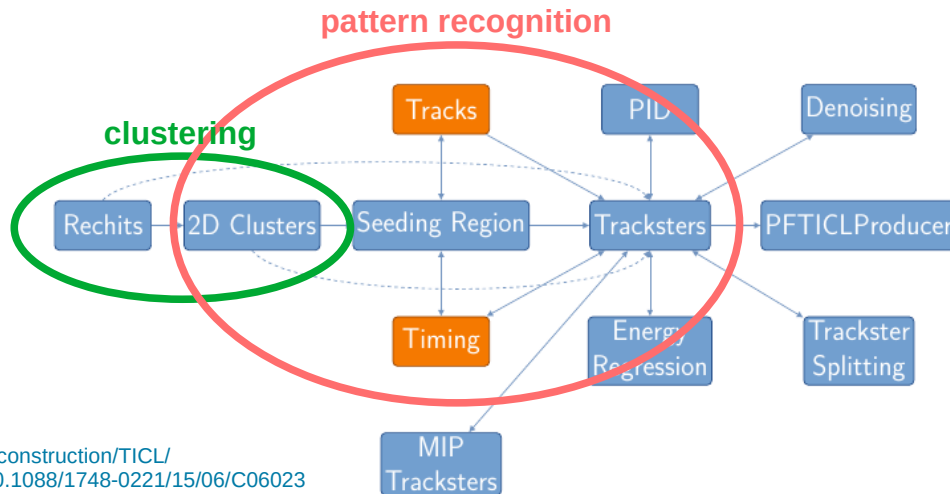 pattern recognition
Tracks
PID
Denoising
clustering
Rechits
2D Clusters
Seeding Region
Tracksters
PFTICLProducer
Timing
Energy
Regression
Trackster
Splitting
MIP
Tracksters
construction/TICL/
0.1088/1748-0221/15/06/C06023